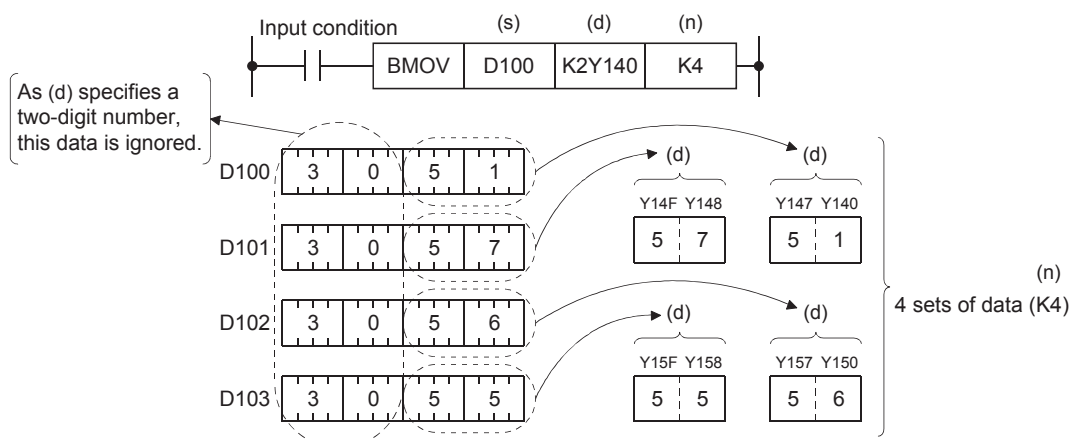 (s) (d) (n)
Input condition
BMOV D100 K2Y140 K4
As (d) specifies a
two-digit number,
this data is ignored.
D100 3 0 5 1
D101 3 0 5 7
D102 3 0 5 6
D103 3 0 5 5
(d) (d)
Y14F Y148 Y147 Y140
5 7 5 1
(d) (d)
Y15F Y158 Y157 Y150
5 5 5 6
(n)
4 sets of data (K4)